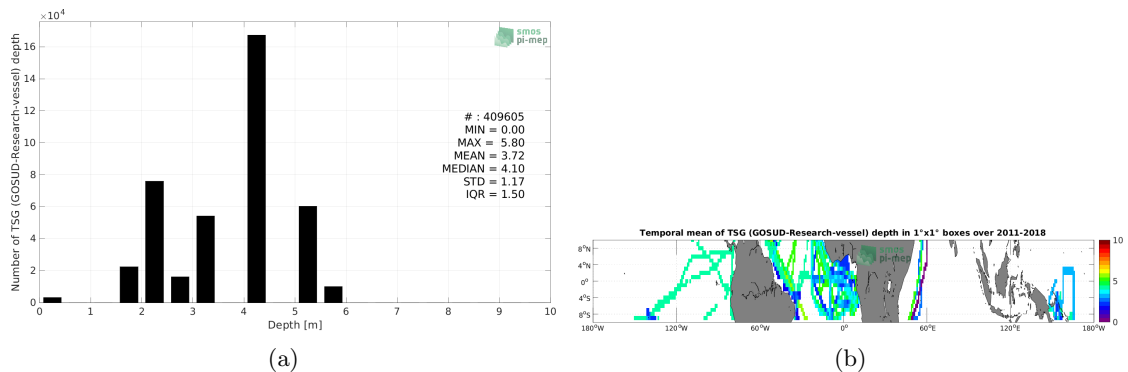 ×10⁴
16
14
12
10
8
6
4
2
0
Number of TSG (GOSUD-Research-vessel) depth
smos
pi-mep
# : 409605
MIN = 0.00
MAX = 5.80
MEAN = 3.72
MEDIAN = 4.10
STD = 1.17
IQR = 1.50
0 1 2 3 4 5 6 7 8 9 10
Depth [m]
(a)
Temporal mean of TSG (GOSUD-Research-vessel) depth in 1°x1° boxes over 2011-2018
8°N
4°N
0°
4°S
8°S
smos
pi-mep
10
5
0
180°W 120°W 60°W 0° 60°E 120°E 180°W
(b)